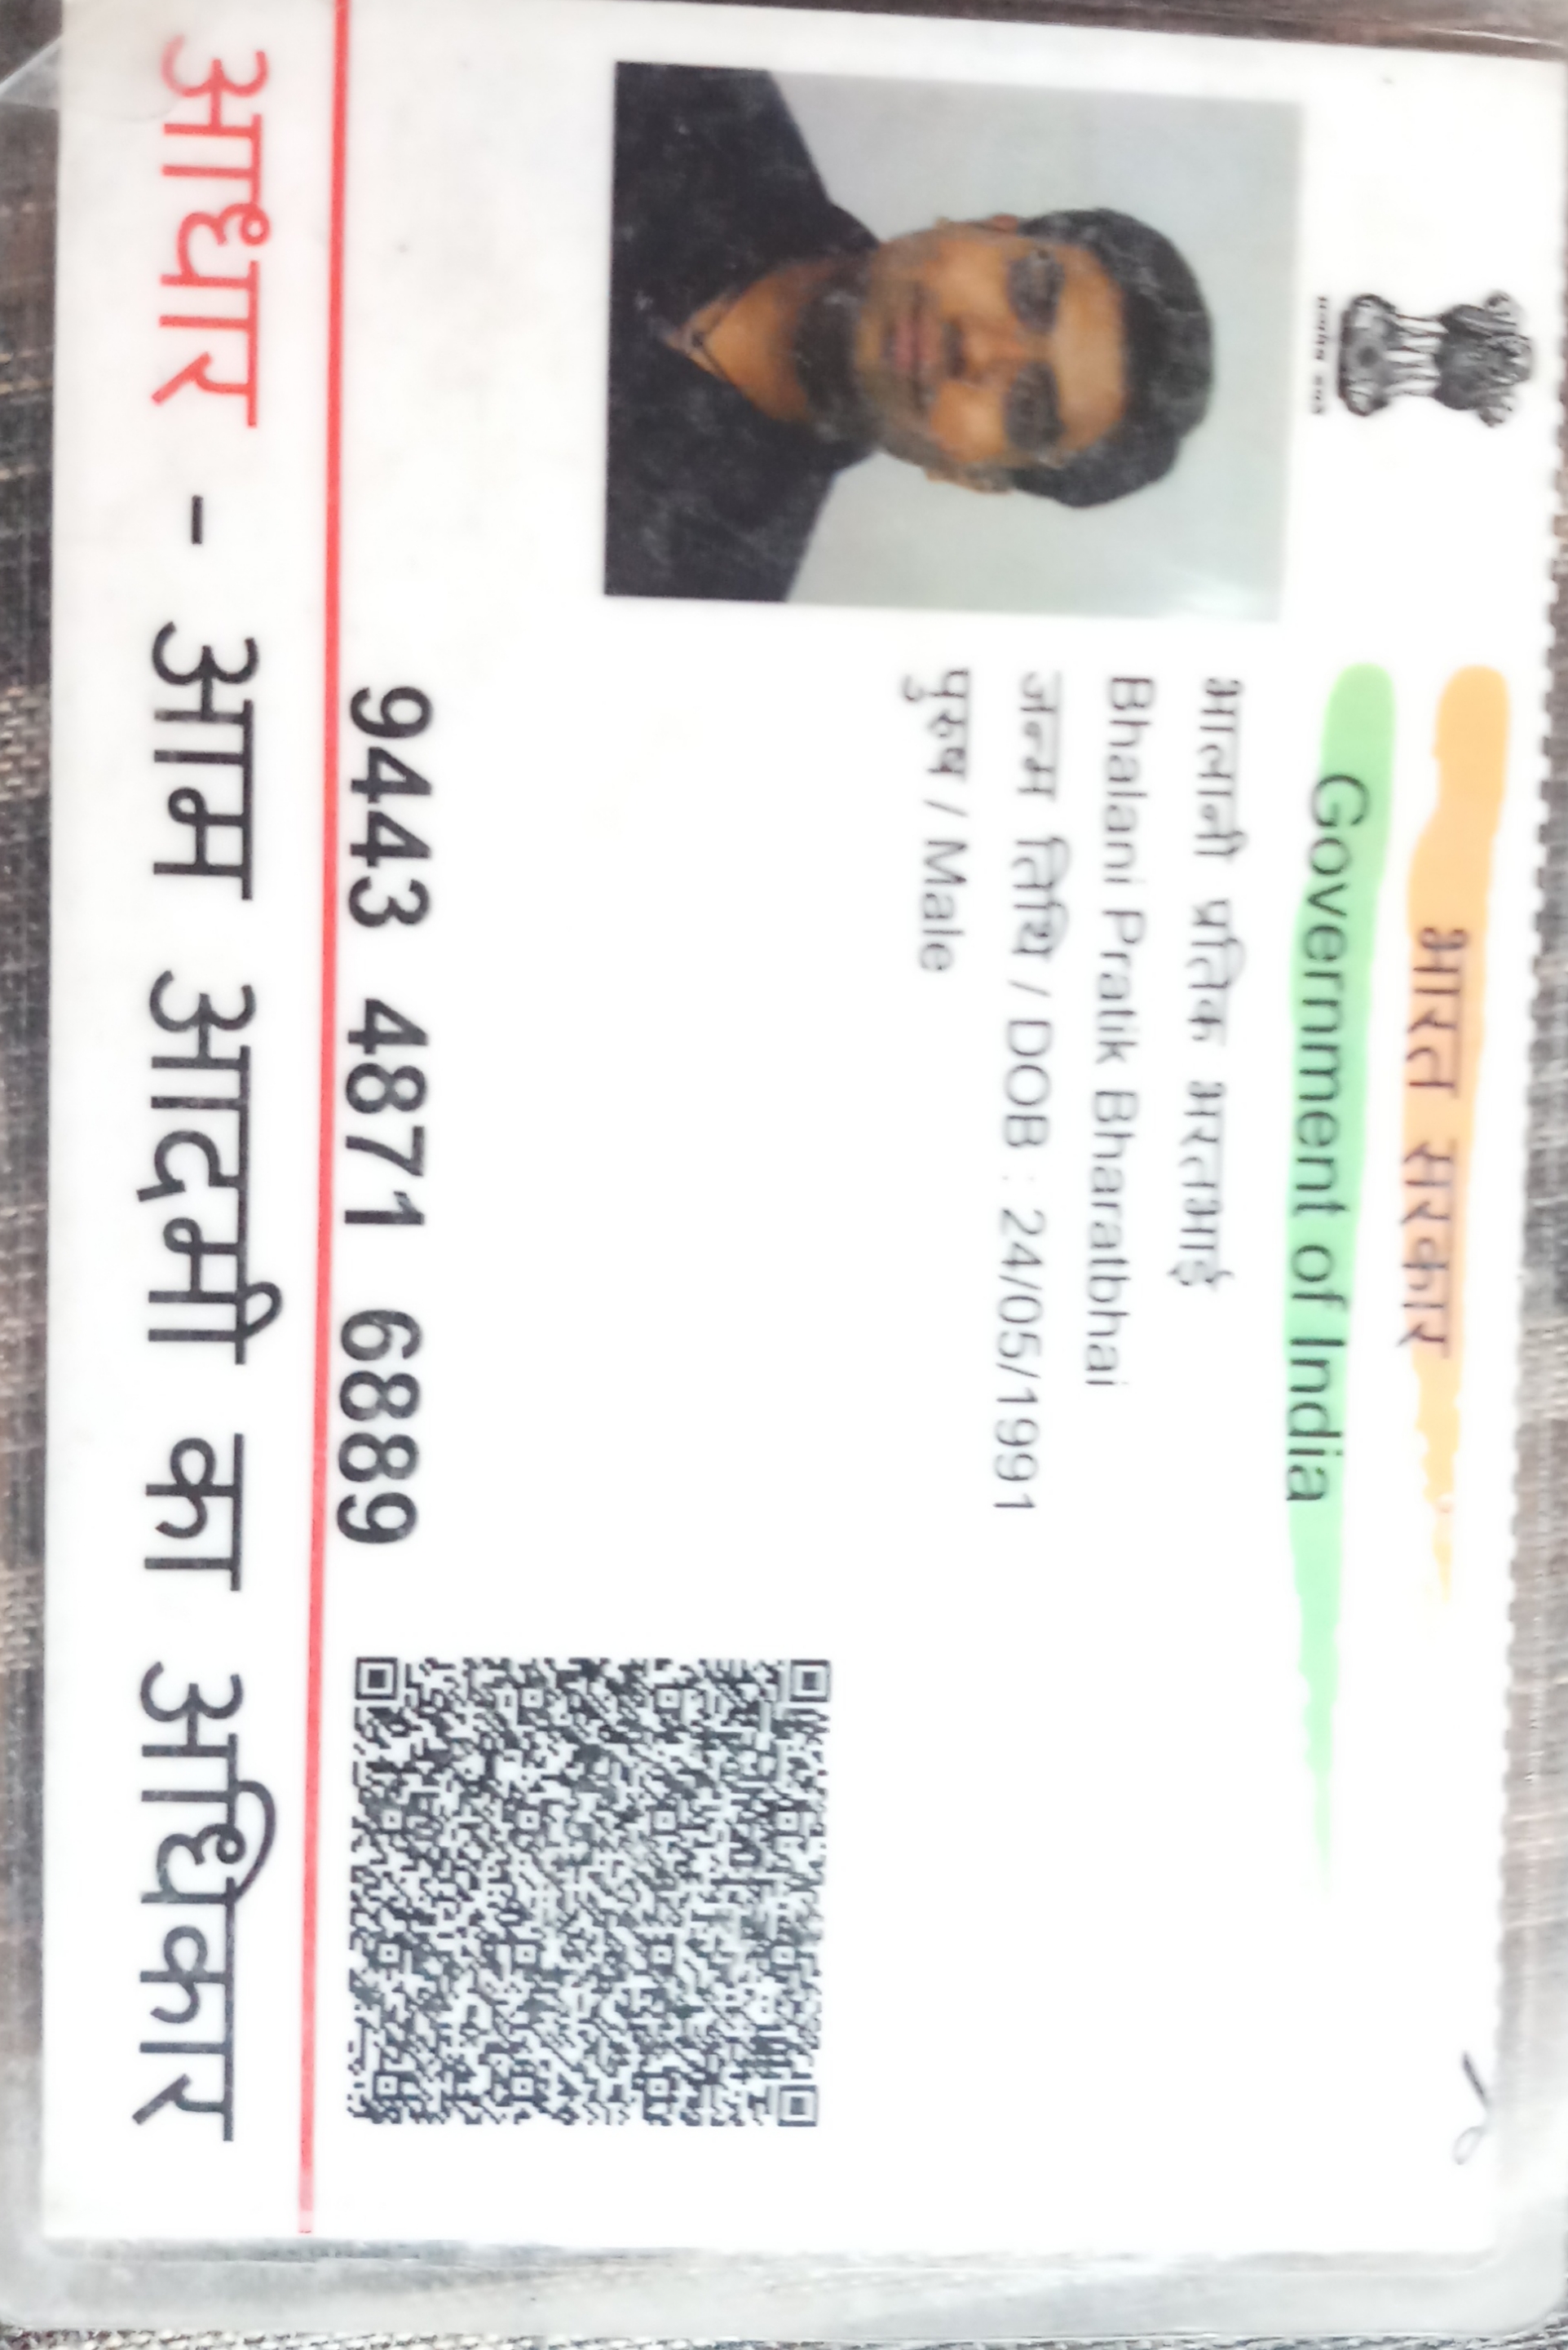 भारत सरकार
Government of India
भालानी प्रतिक भरतभाई
Bhalani Pratik Bharatbhai
जन्म तिथि / DOB : 24/05/1991
पुरुष / Male
9443 4871 6889
आधार - आम आदमी का अधिकार